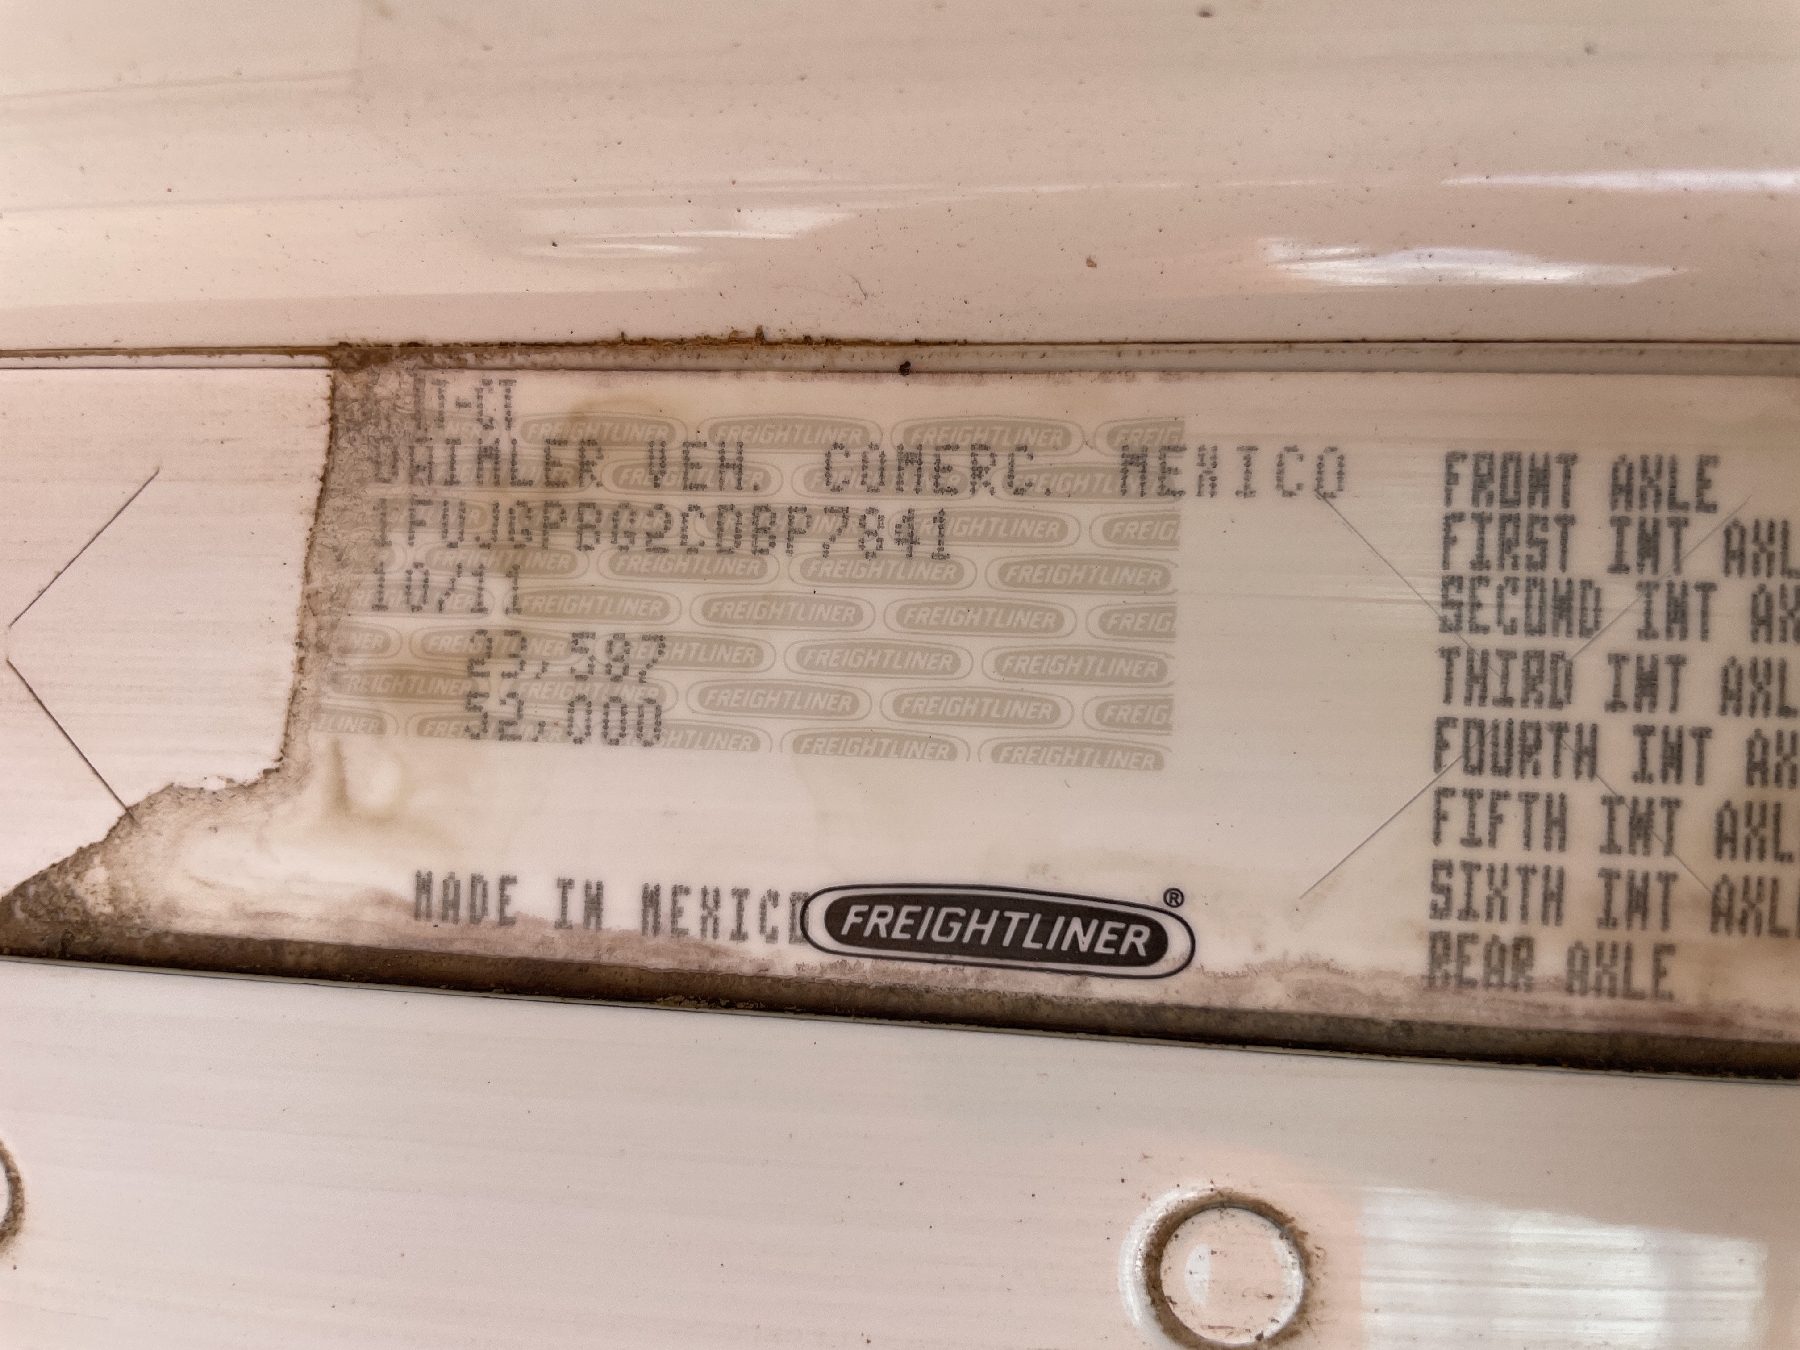 DAIMLER VEH. COMERC. MEXICO
1FUJGPBG2CDBP7841
10/11
23,587
52,000
MADE IN MEXICO
FREIGHTLINER®
FRONT AXLE
FIRST INT AXL
SECOND INT AX
THIRD INT AXL
FOURTH INT AX
FIFTH INT AXL
SIXTH INT AXL
REAR AXLE